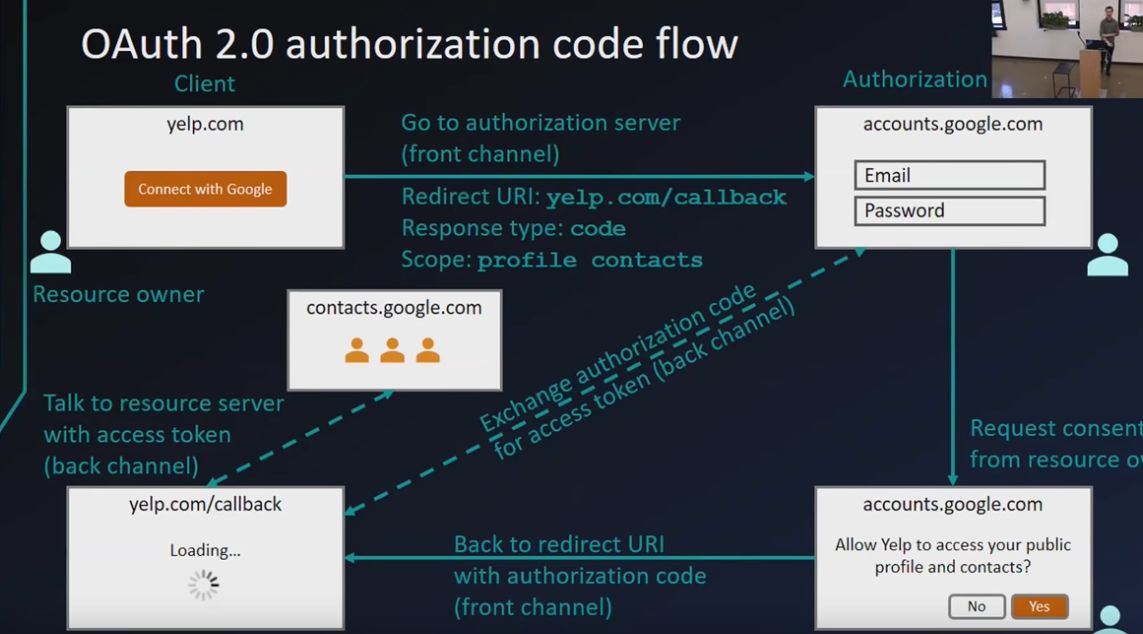 OAuth 2.0 authorization code flow
Client
Authorization
yelp.com
Connect with Google
Go to authorization server
(front channel)
Redirect URI: yelp.com/callback
Response type: code
Scope: profile contacts
accounts.google.com
Email
Password
Resource owner
contacts.google.com
Exchange authorization code
for access token (back channel)
Talk to resource server
with access token
(back channel)
Request consent
from resource
yelp.com/callback
Loading...
Back to redirect URI
with authorization code
(front channel)
accounts.google.com
Allow Yelp to access your public
profile and contacts?
No
Yes